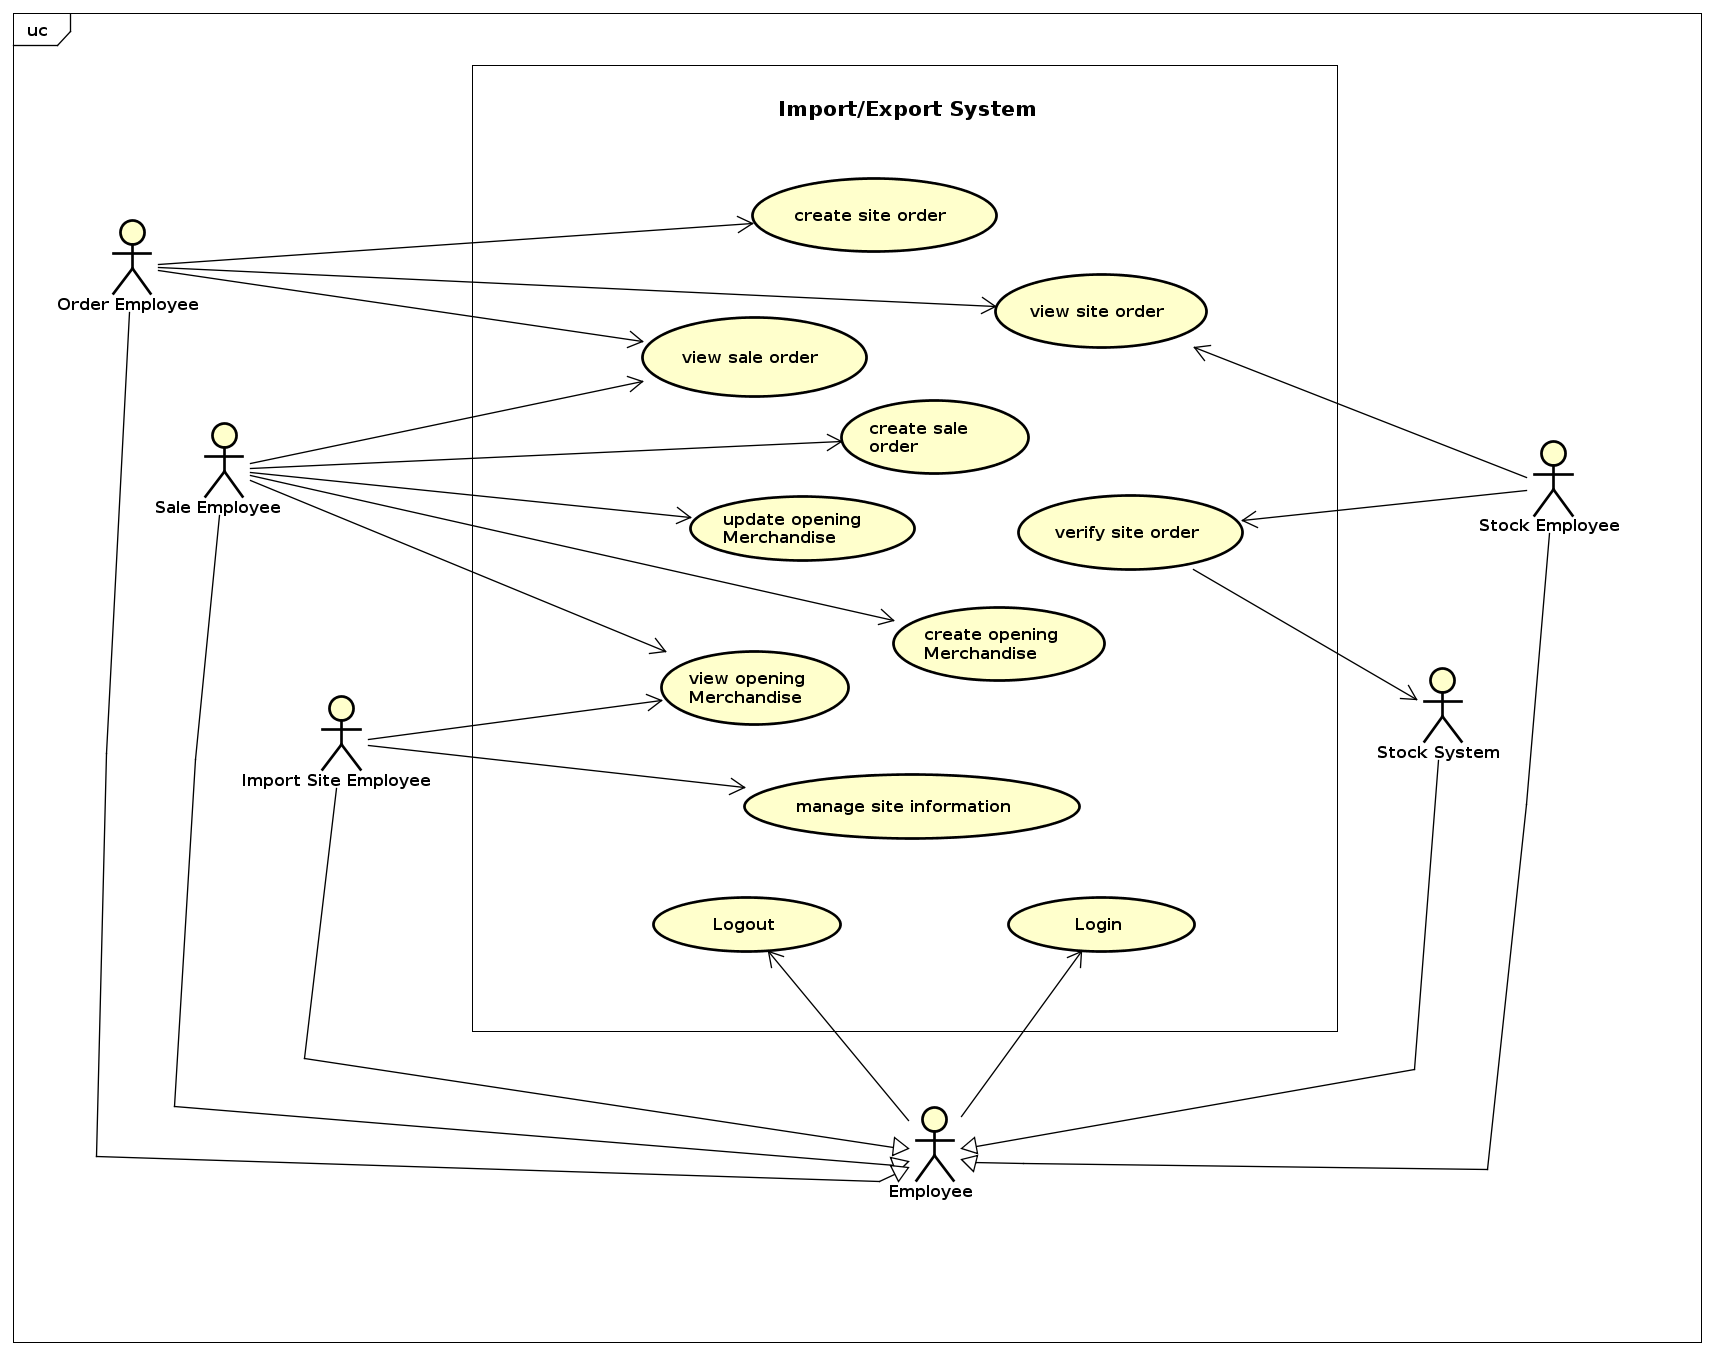 uc
Import/Export System
create site order
Order Employee
view site order
view sale order
create sale
order
Sale Employee
update opening
Merchandise
verify site order
Stock Employee
create opening
Merchandise
view opening
Merchandise
Stock System
Import Site Employee
manage site information
Logout
Login
Employee